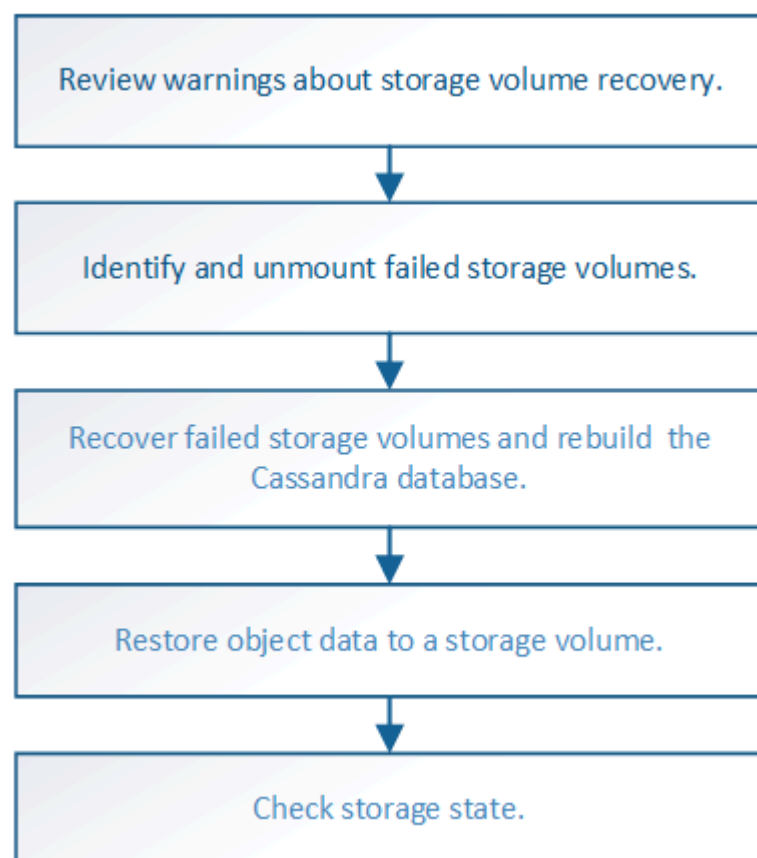 Review warnings about storage volume recovery.
Identify and unmount failed storage volumes.
Recover failed storage volumes and rebuild the
Cassandra database.
Restore object data to a storage volume.
Check storage state.